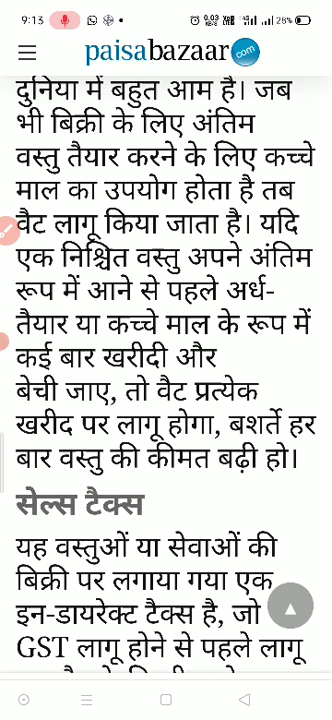 9:13
28%
paisabazaar.com
दुनिया में बहुत आम है। जब
भी बिक्री के लिए अंतिम
वस्तु तैयार करने के लिए कच्चे
माल का उपयोग होता है तब
वैट लागू किया जाता है। यदि
एक निश्चित वस्तु अपने अंतिम
रूप में आने से पहले अर्ध-
तैयार या कच्चे माल के रूप में
कई बार खरीदी और
बेची जाए, तो वैट प्रत्येक
खरीद पर लागू होगा, बशर्ते हर
बार वस्तु की कीमत बढ़ी हो।
सेल्स टैक्स
यह वस्तुओं या सेवाओं की
बिक्री पर लगाया गया एक
इन-डायरेक्ट टैक्स है, जो
GST लागू होने से पहले लागू